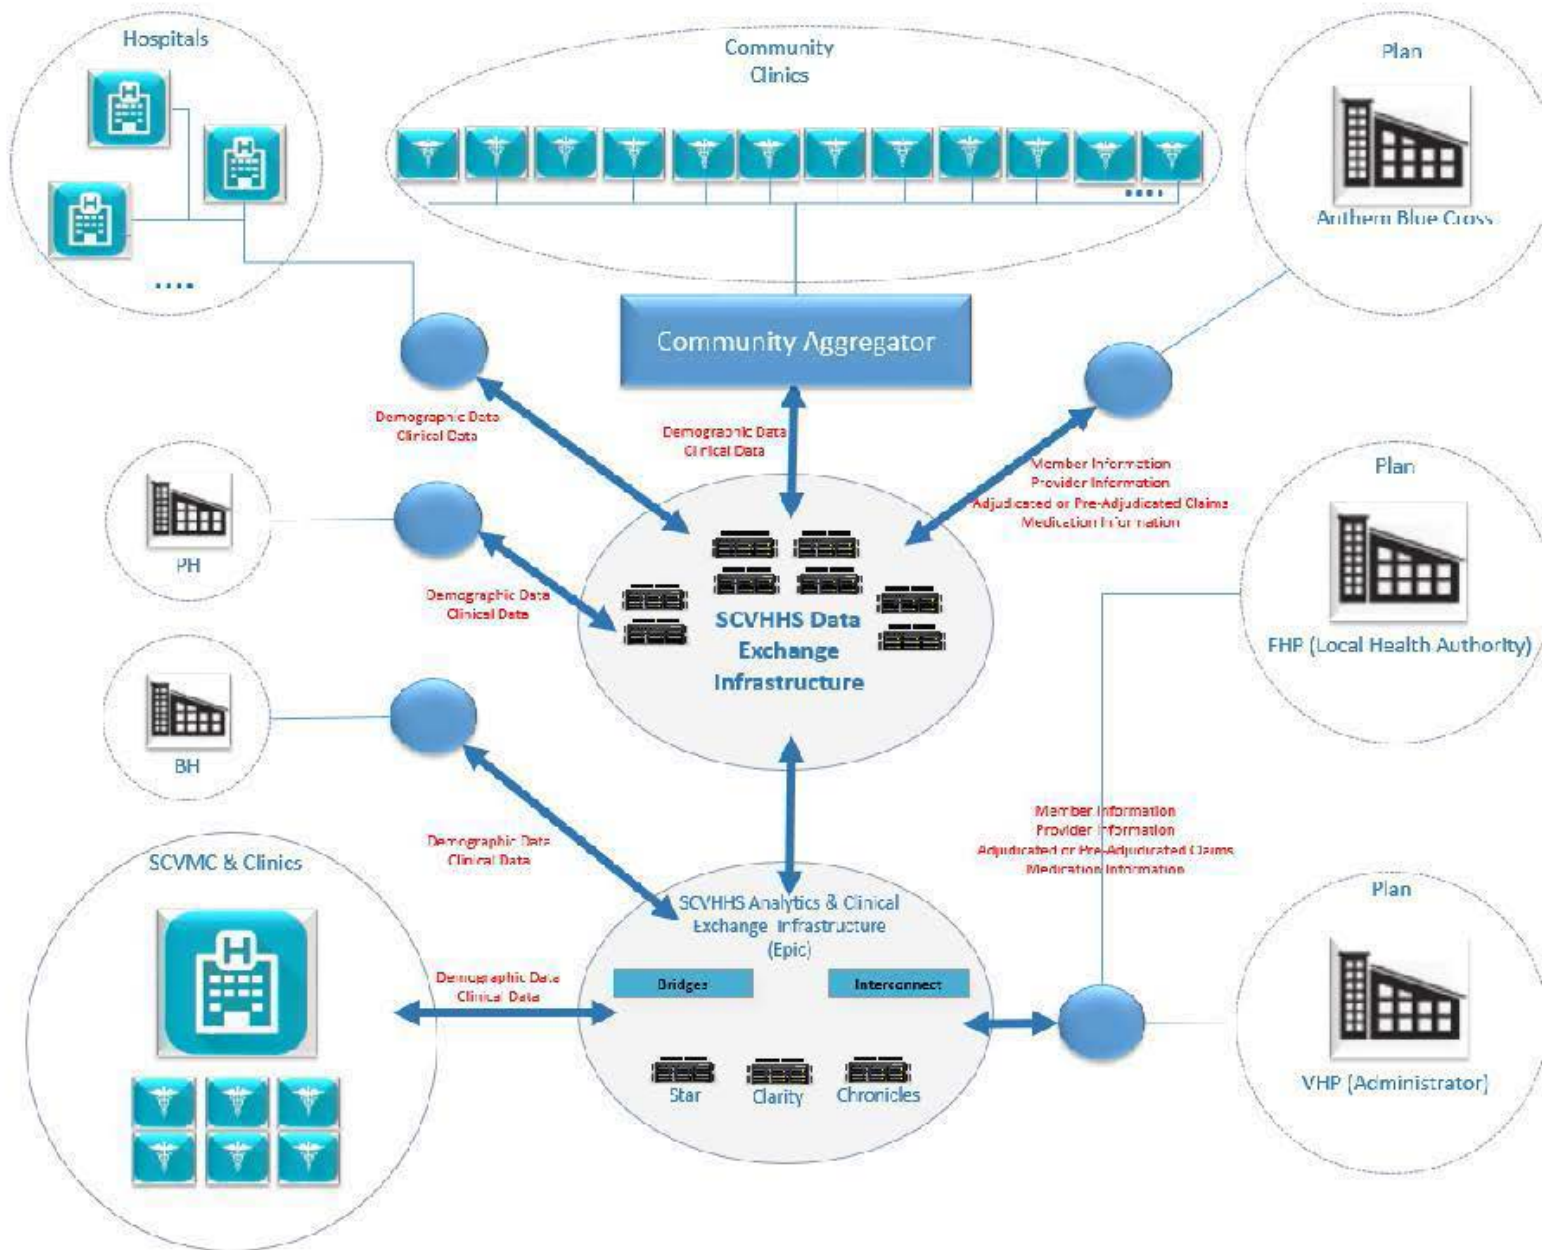 Hospitals
Community
Clinics
Plan
Anthem Blue Cross
....
....
Community Aggregator
Demographic Data
Clinical Data
Demographic Data
Clinical Data
Member Information
Provider Information
Adjudicated or Pre-Adjudicated Claims
Medication Information
Plan
FHP (Local Health Authority)
PH
Demographic Data
Clinical Data
SCVHHS Data
Exchange
Infrastructure
BH
Demographic Data
Clinical Data
Member Information
Provider Information
Adjudicated or Pre-Adjudicated Claims
Medication Information
SCVMC & Clinics
Demographic Data
Clinical Data
SCVHHS Analytics & Clinical
Exchange Infrastructure
(Epic)
Bridges
Interconnect
Star
Clarity
Chronicles
Plan
VHP (Administrator)
H
H
H
H